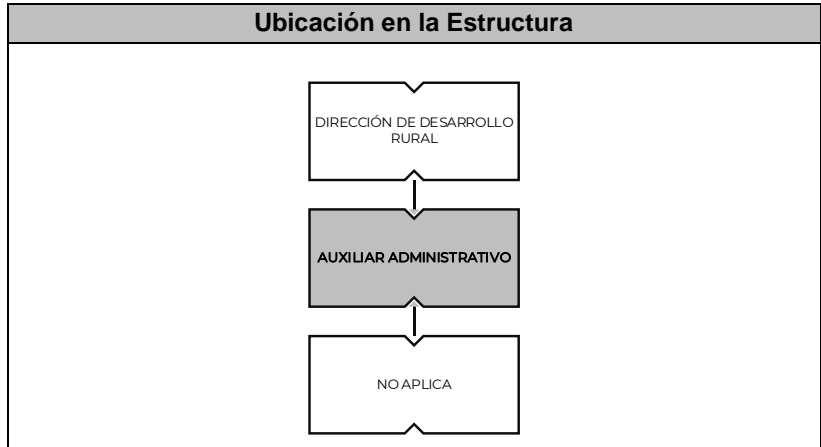 Ubicación en la Estructura
DIRECCIÓN DE DESARROLLO
RURAL
AUXILIAR ADMINISTRATIVO
NO APLICA